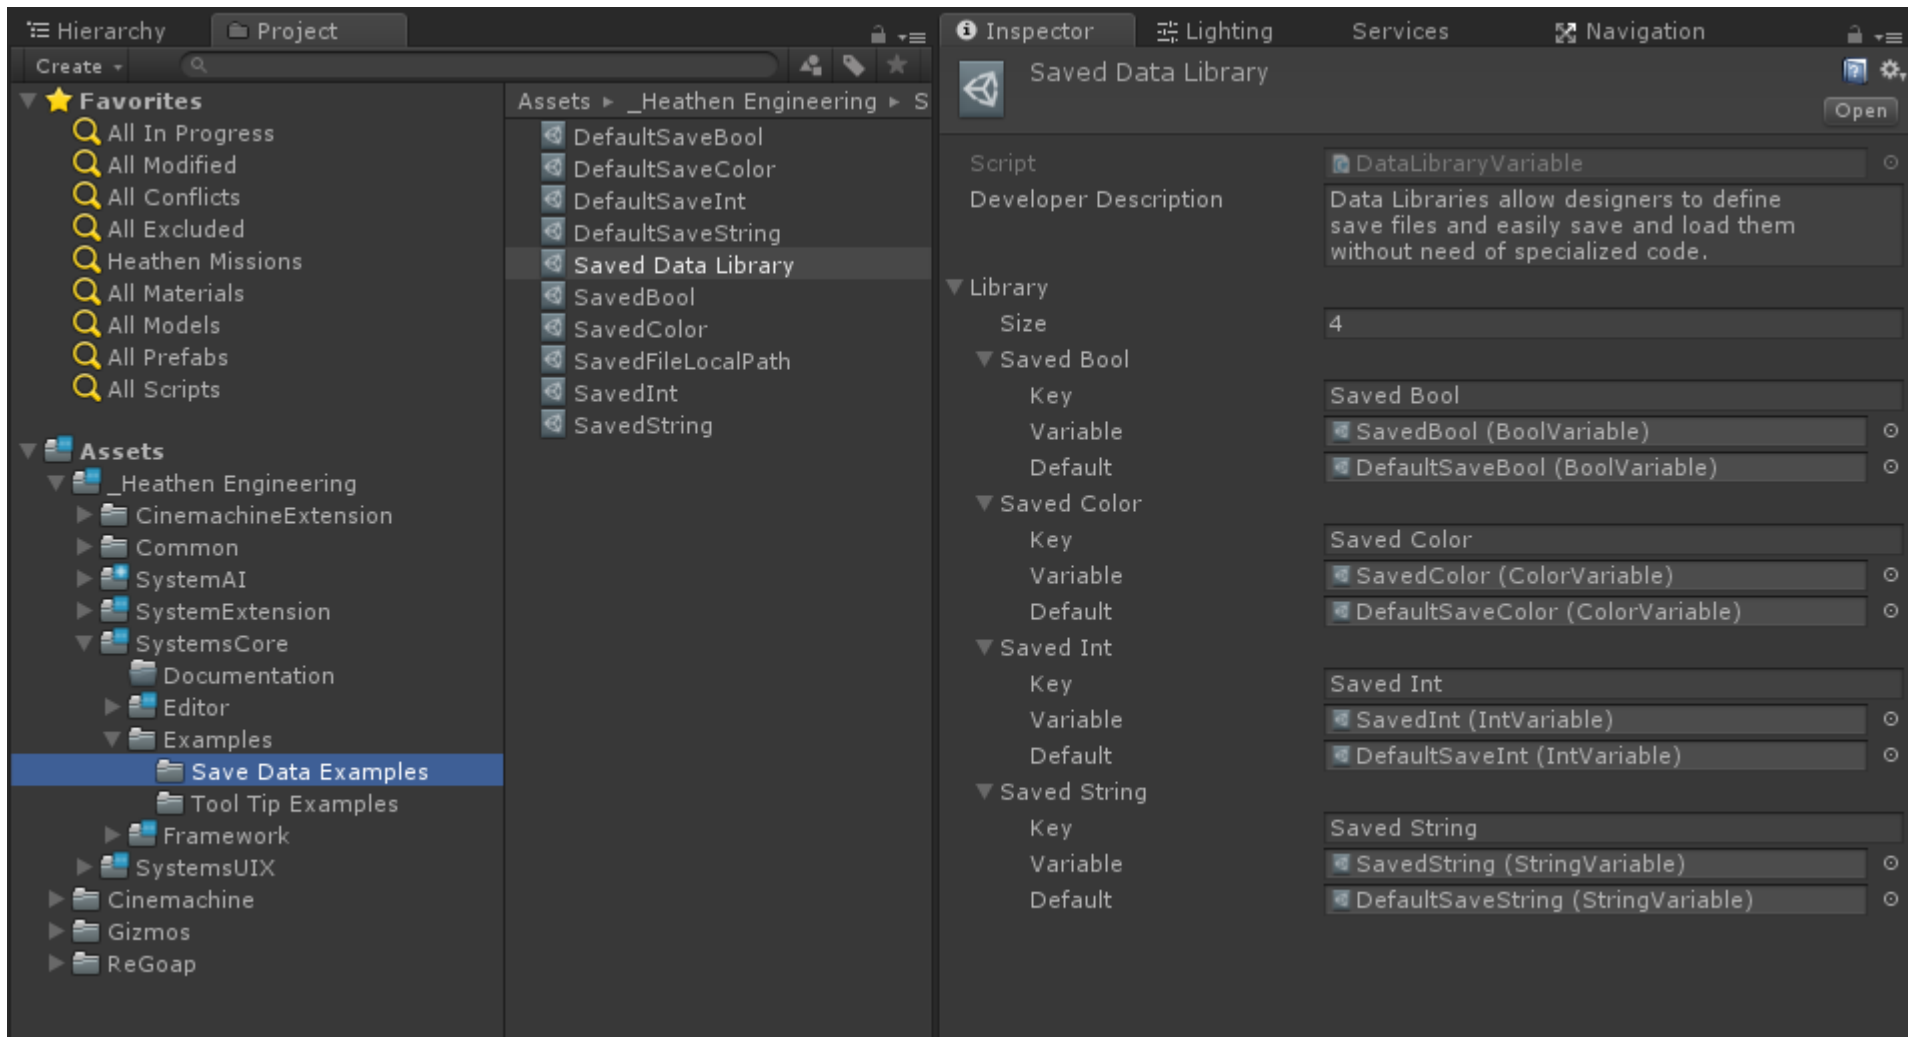 Hierarchy
Project
Create
Favorites
All In Progress
All Modified
All Conflicts
All Excluded
Heathen Missions
All Materials
All Models
All Prefabs
All Scripts
Assets
_Heathen Engineering
CinemachineExtension
Common
SystemAI
SystemExtension
SystemsCore
Documentation
Editor
Examples
Save Data Examples
Tool Tip Examples
Framework
SystemsUIX
Cinemachine
Gizmos
ReGoap
Assets ▸ _Heathen Engineering ▸ S
DefaultSaveBool
DefaultSaveColor
DefaultSaveInt
DefaultSaveString
Saved Data Library
SavedBool
SavedColor
SavedFileLocalPath
SavedInt
SavedString
Inspector
Lighting
Services
Navigation
Saved Data Library
Open
Script DataLibraryVariable
Developer Description Data Libraries allow designers to define
save files and easily save and load them
without need of specialized code.
Library
Size 4
Saved Bool
Key Saved Bool
Variable SavedBool (BoolVariable)
Default DefaultSaveBool (BoolVariable)
Saved Color
Key Saved Color
Variable SavedColor (ColorVariable)
Default DefaultSaveColor (ColorVariable)
Saved Int
Key Saved Int
Variable SavedInt (IntVariable)
Default DefaultSaveInt (IntVariable)
Saved String
Key Saved String
Variable SavedString (StringVariable)
Default DefaultSaveString (StringVariable)